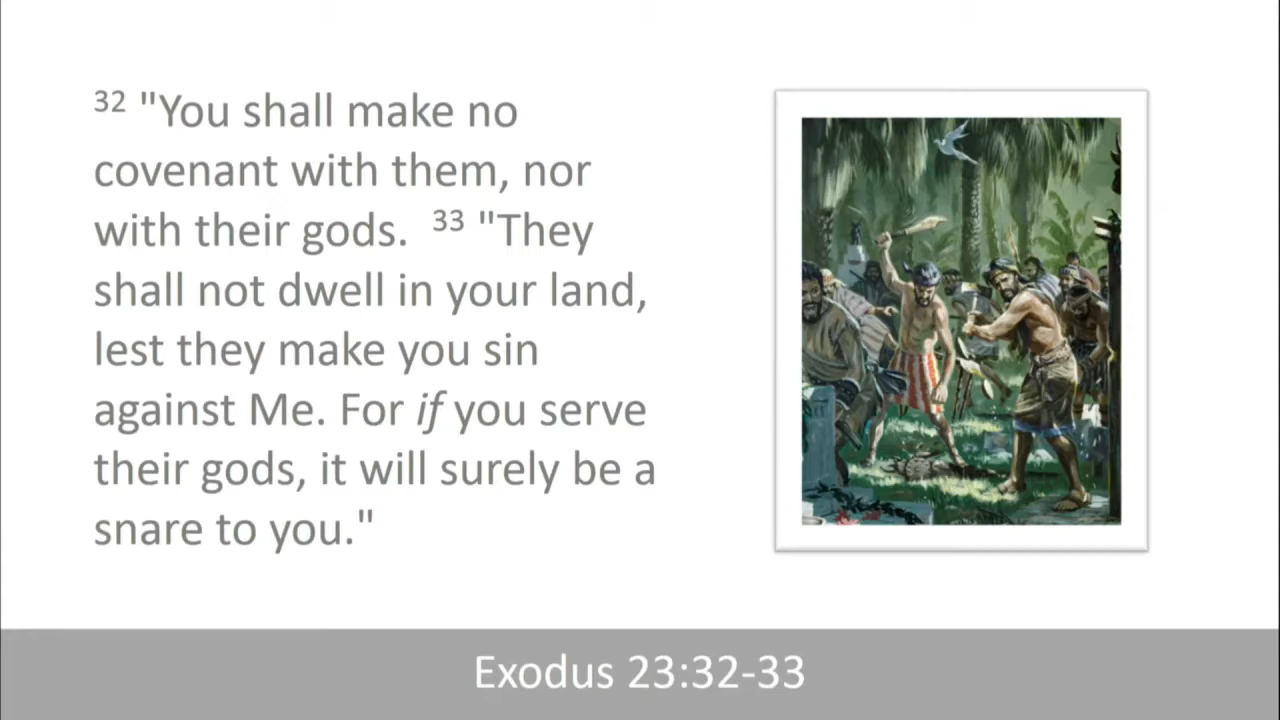 32 "You shall make no
covenant with them, nor
with their gods. 33 "They
shall not dwell in your land,
lest they make you sin
against Me. For if you serve
their gods, it will surely be a
snare to you."
Exodus 23:32-33